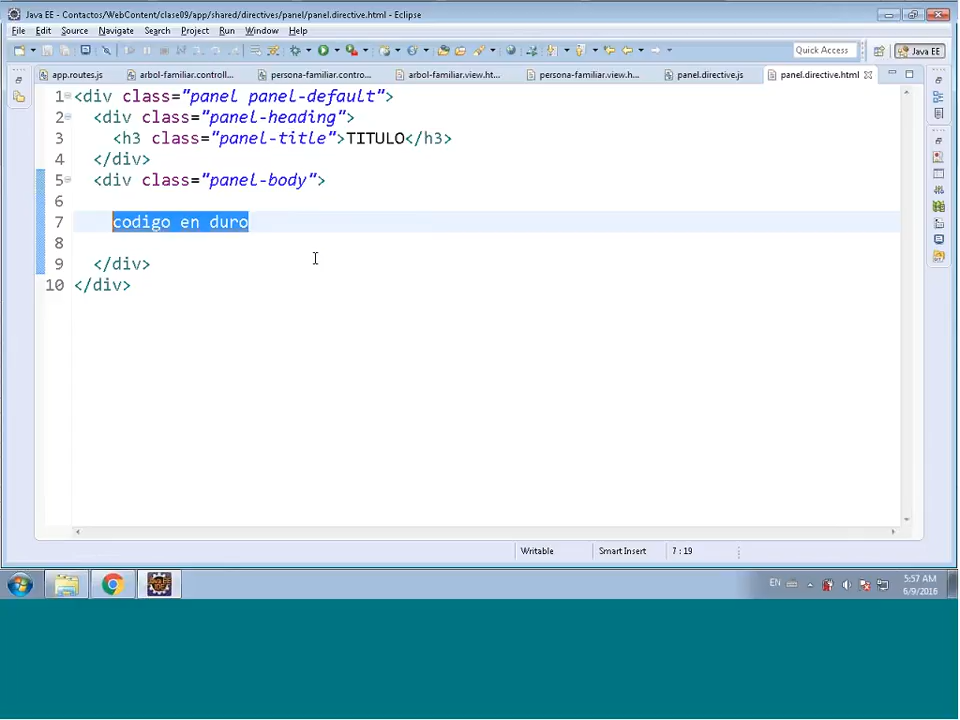 Java EE - Contactos/WebContent/clase09/app/shared/directives/panel/panel.directive.html - Eclipse
File Edit Source Navigate Search Project Run Window Help
Quick Access Java EE
app.routes.js arbol-familiar.controll... persona-familiar.contro... arbol-familiar.view.ht... persona-familiar.view.h... panel.directive.js panel.directive.html
1 <div class="panel panel-default">
2 <div class="panel-heading">
3 <h3 class="panel-title">TITULO</h3>
4 </div>
5 <div class="panel-body">
6
7 codigo en duro
8
9 </div>
10 </div>
Writable Smart Insert 7 : 19
EN 5:57 AM
6/9/2016